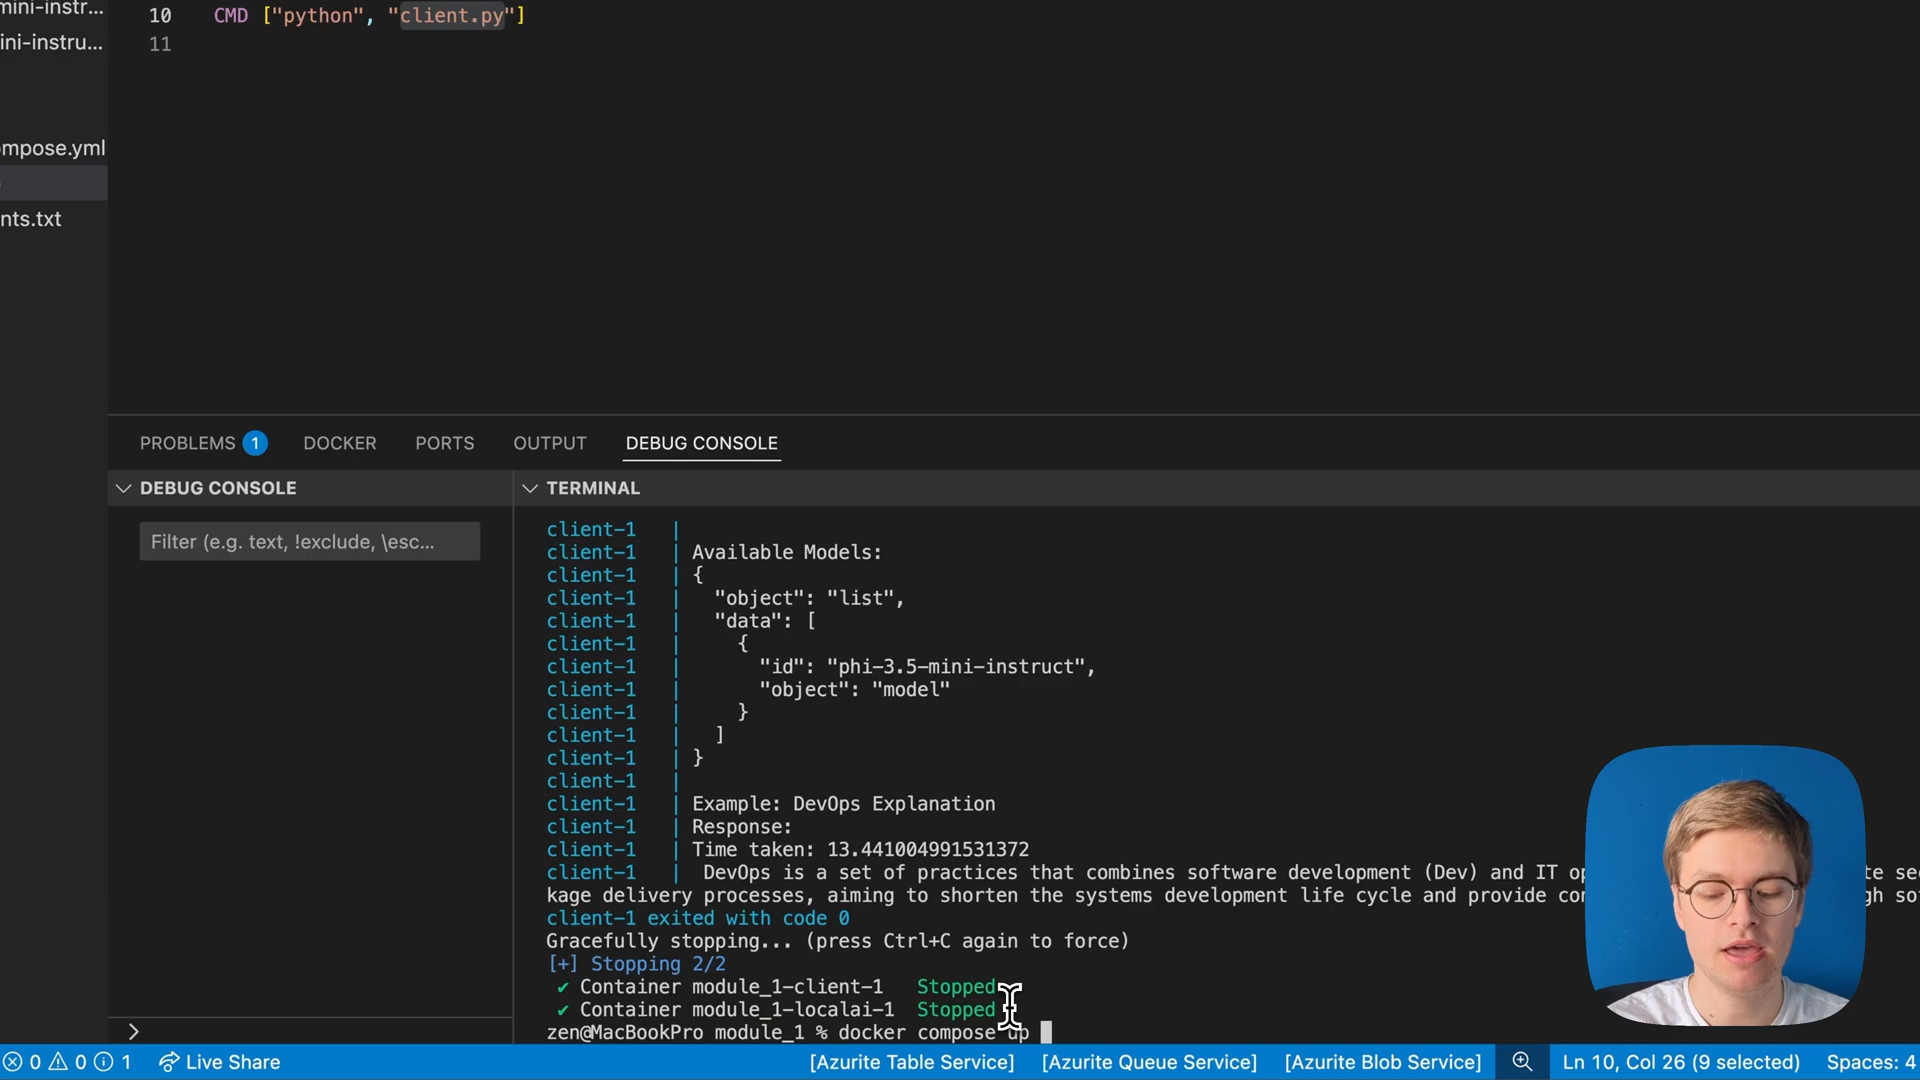 mini-instr...
ini-instru...
ompose.yml
nts.txt
10 CMD ["python", "client.py"]
11
PROBLEMS 1 DOCKER PORTS OUTPUT DEBUG CONSOLE
DEBUG CONSOLE
Filter (e.g. text, !exclude, \esc...
TERMINAL
client-1 |
client-1 | Available Models:
client-1 | {
client-1 | "object": "list",
client-1 | "data": [
client-1 | {
client-1 | "id": "phi-3.5-mini-instruct",
client-1 | "object": "model"
client-1 | }
client-1 | ]
client-1 | }
client-1 |
client-1 | Example: DevOps Explanation
client-1 | Response:
client-1 | Time taken: 13.441004991531372
client-1 | DevOps is a set of practices that combines software development (Dev) and IT op
kage delivery processes, aiming to shorten the systems development life cycle and provide con
client-1 exited with code 0
Gracefully stopping... (press Ctrl+C again to force)
[+] Stopping 2/2
✔ Container module_1-client-1 Stopped
✔ Container module_1-localai-1 Stopped
zen@MacBookPro module_1 % docker compose up
>
0 0 1 Live Share [Azurite Table Service] [Azurite Queue Service] [Azurite Blob Service] Ln 10, Col 26 (9 selected) Spaces: 4